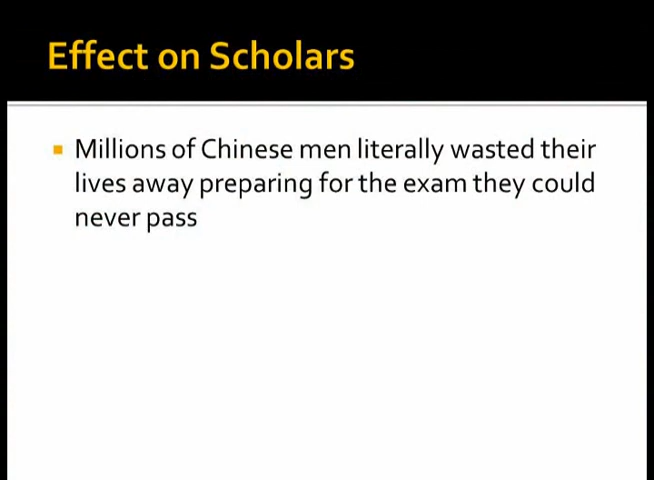 Effect on Scholars
Millions of Chinese men literally wasted their
lives away preparing for the exam they could
never pass